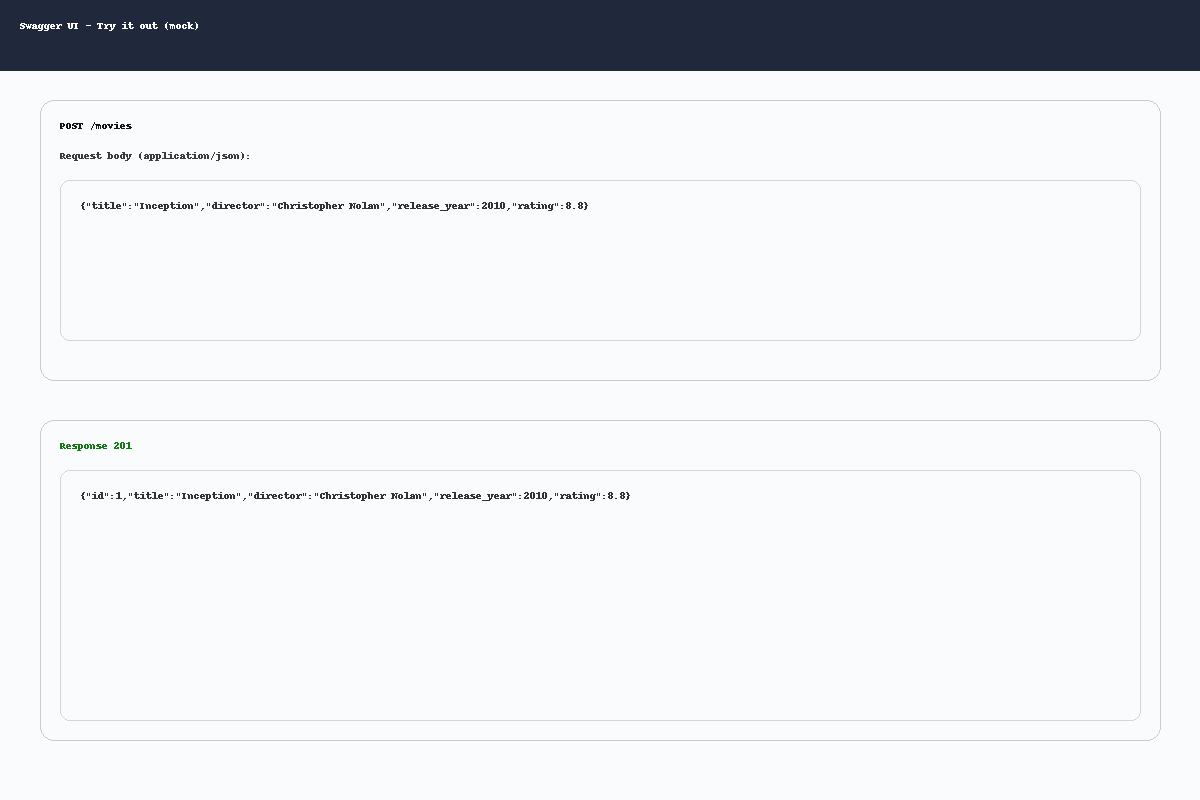 Swagger UI - Try it out (mock)
POST /movies
Request body (application/json):
{"title":"Inception","director":"Christopher Nolan","release_year":2010,"rating":8.8}
Response 201
{"id":1,"title":"Inception","director":"Christopher Nolan","release_year":2010,"rating":8.8}